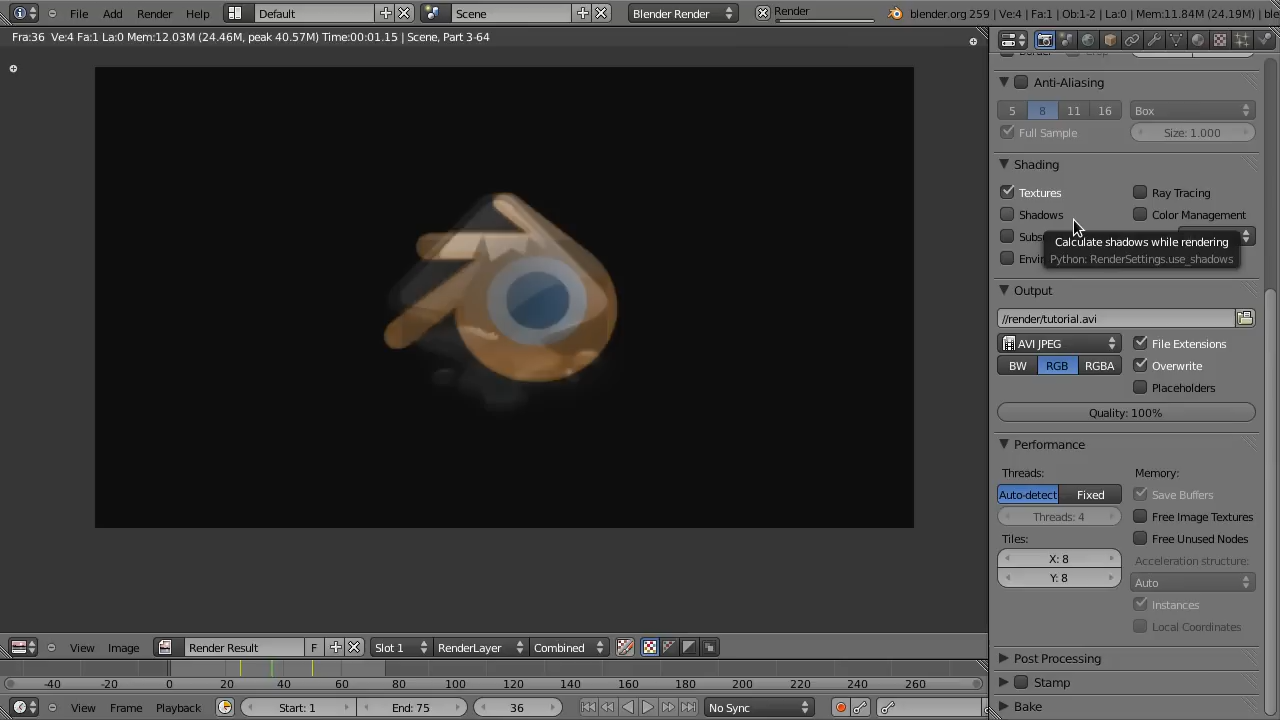 File Add Render Help Default Scene Blender Render Render blender.org 259 | Ve:4 | Fa:1 | Ob:1-2 | La:0 | Mem:11.84M (24.19M) | ble
Fra:36 Ve:4 Fa:1 La:0 Mem:12.03M (24.46M, peak 40.57M) Time:00:01.15 | Scene, Part 3-64
Anti-Aliasing
5 8 11 16 Box
Full Sample Size: 1.000
Shading
Textures Ray Tracing
Shadows Color Management
Subs
Calculate shadows while rendering
Envi
Python: RenderSettings.use_shadows
Output
//render/tutorial.avi
AVI JPEG File Extensions
BW RGB RGBA Overwrite
Placeholders
Quality: 100%
Performance
Threads: Memory:
Auto-detect Fixed Save Buffers
Threads: 4 Free Image Textures
Tiles: Free Unused Nodes
X: 8 Acceleration structure:
Y: 8 Auto
Instances
Local Coordinates
Post Processing
Stamp
Bake
View Image Render Result F Slot 1 RenderLayer Combined
-40 -20 0 20 40 60 80 100 120 140 160 180 200 220 240 260
View Frame Playback Start: 1 End: 75 36 No Sync